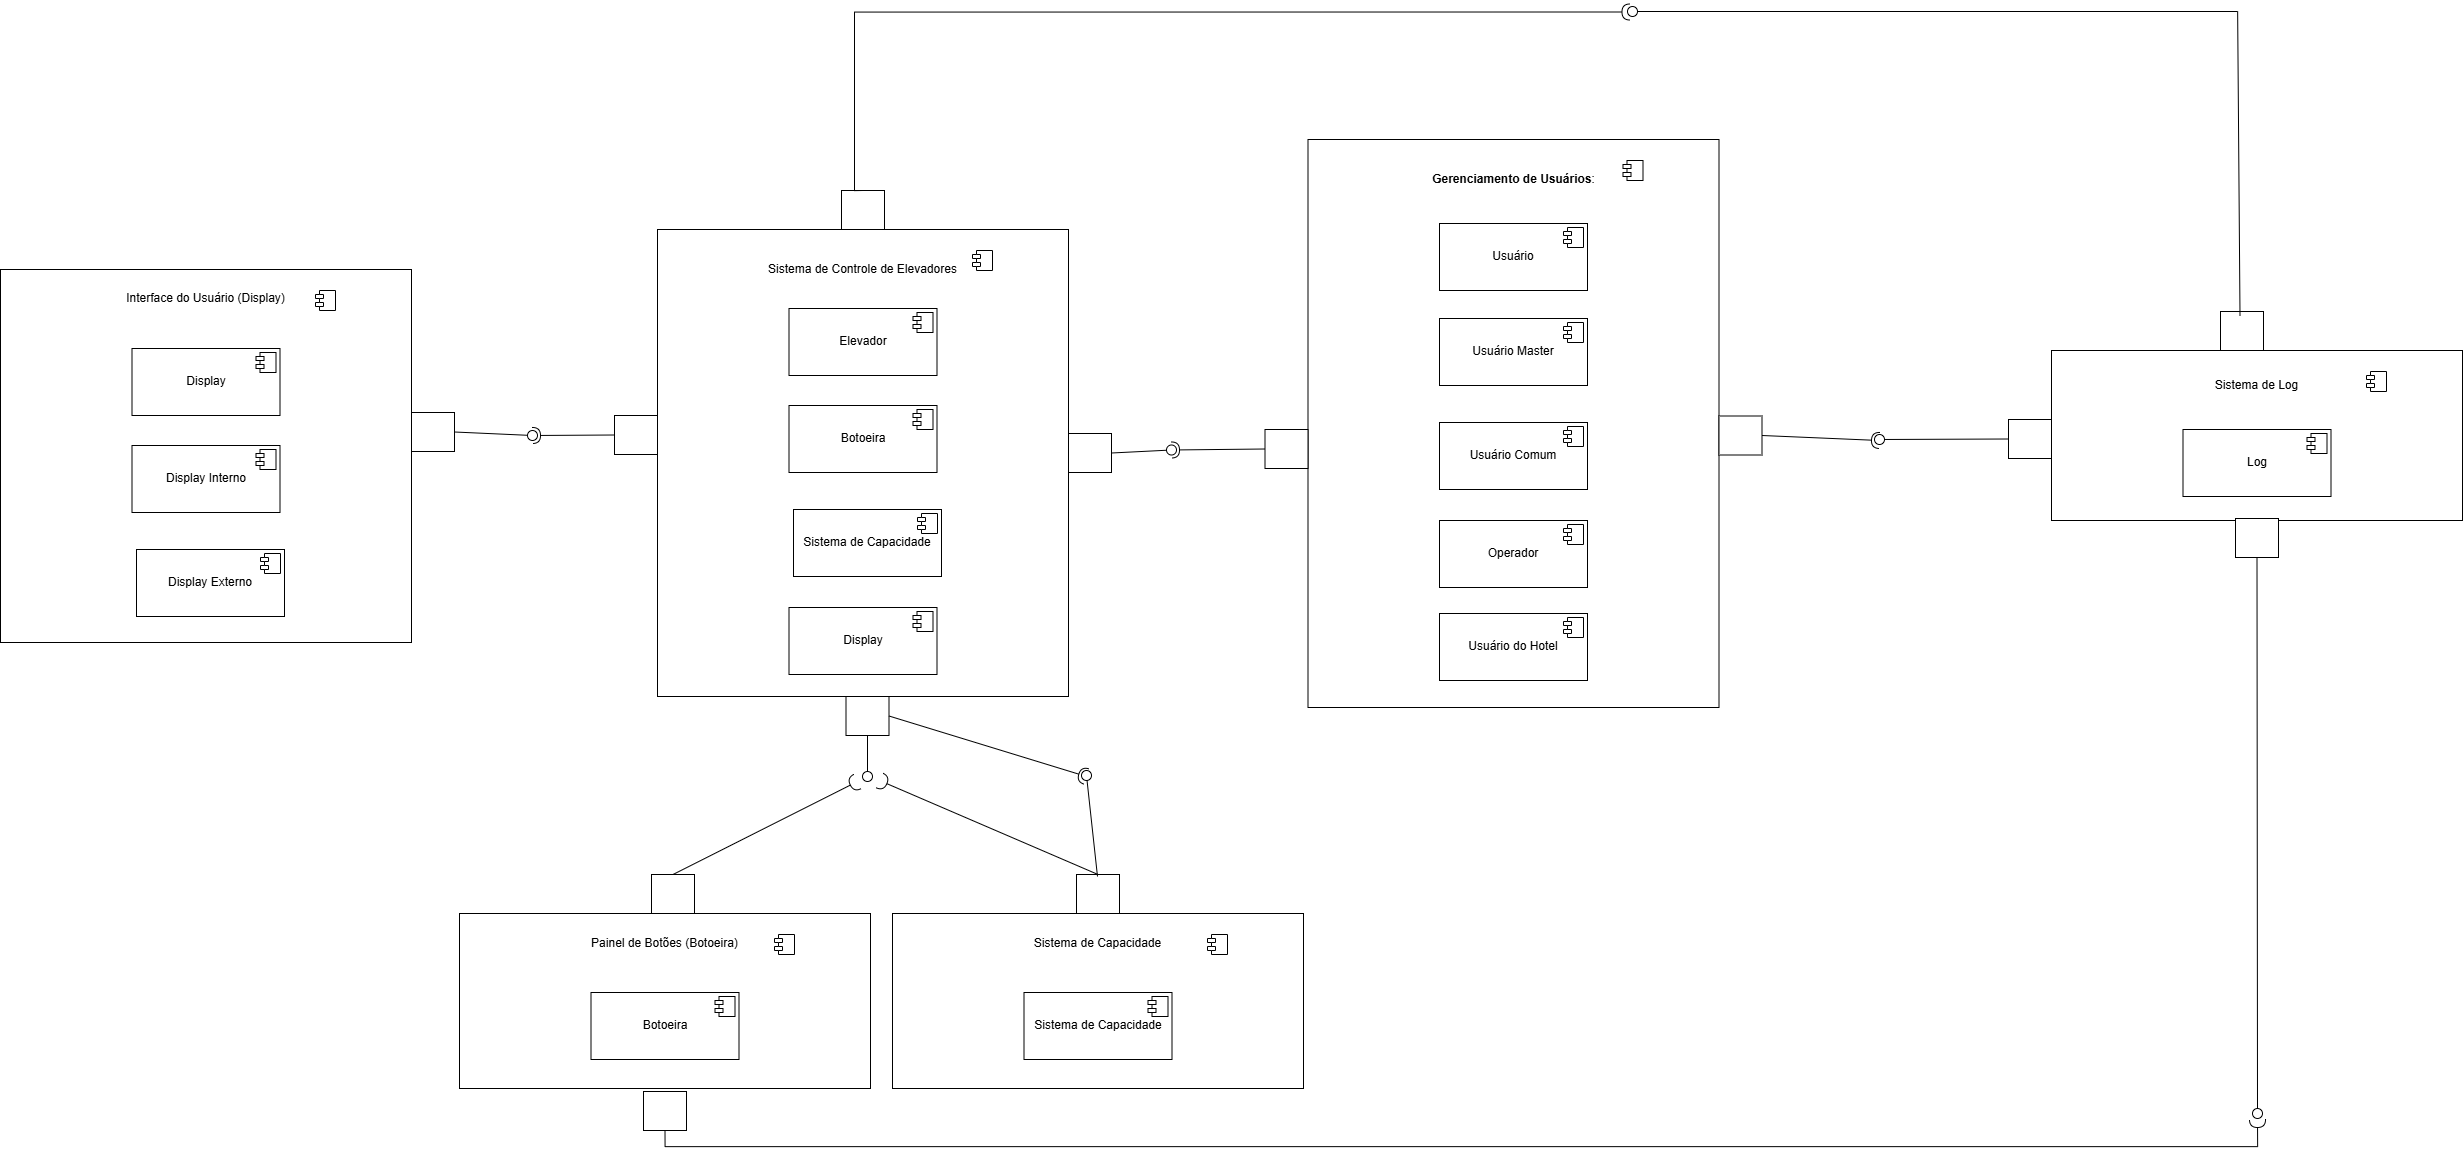 Interface do Usuário (Display)
Display
Display Interno
Display Externo
Sistema de Controle de Elevadores
Elevador
Botoeira
Sistema de Capacidade
Display
Gerenciamento de Usuários:
Usuário
Usuário Master
Usuário Comum
Operador
Usuário do Hotel
Sistema de Log
Log
Painel de Botões (Botoeira)
Botoeira
Sistema de Capacidade
Sistema de Capacidade